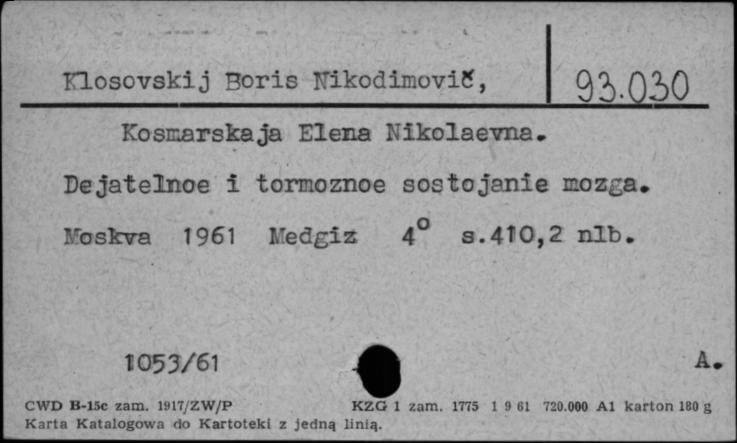 Klosovskij Boris Nikodimovič, 93.030
Kosmarskaja Elena Nikolaevna.
Dejatelnoe i tormoznoe sostojanie mozga.
Moskva 1961 Medgiz 4° s.410,2 nlb.
1053/61 A.
CWD B-15c zam. 1917/ZW/P KZG 1 zam. 1775 1 9 61 720.000 A1 karton 180 g
Karta Katalogowa do Kartoteki z jedną linią.